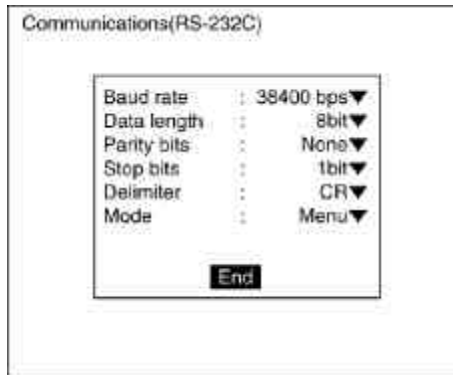 Communications(RS-232C)
Baud rate : 38400 bps▼
Data length : 8bit▼
Parity bits : None▼
Stop bits : 1bit▼
Delimiter : CR▼
Mode : Menu▼
End